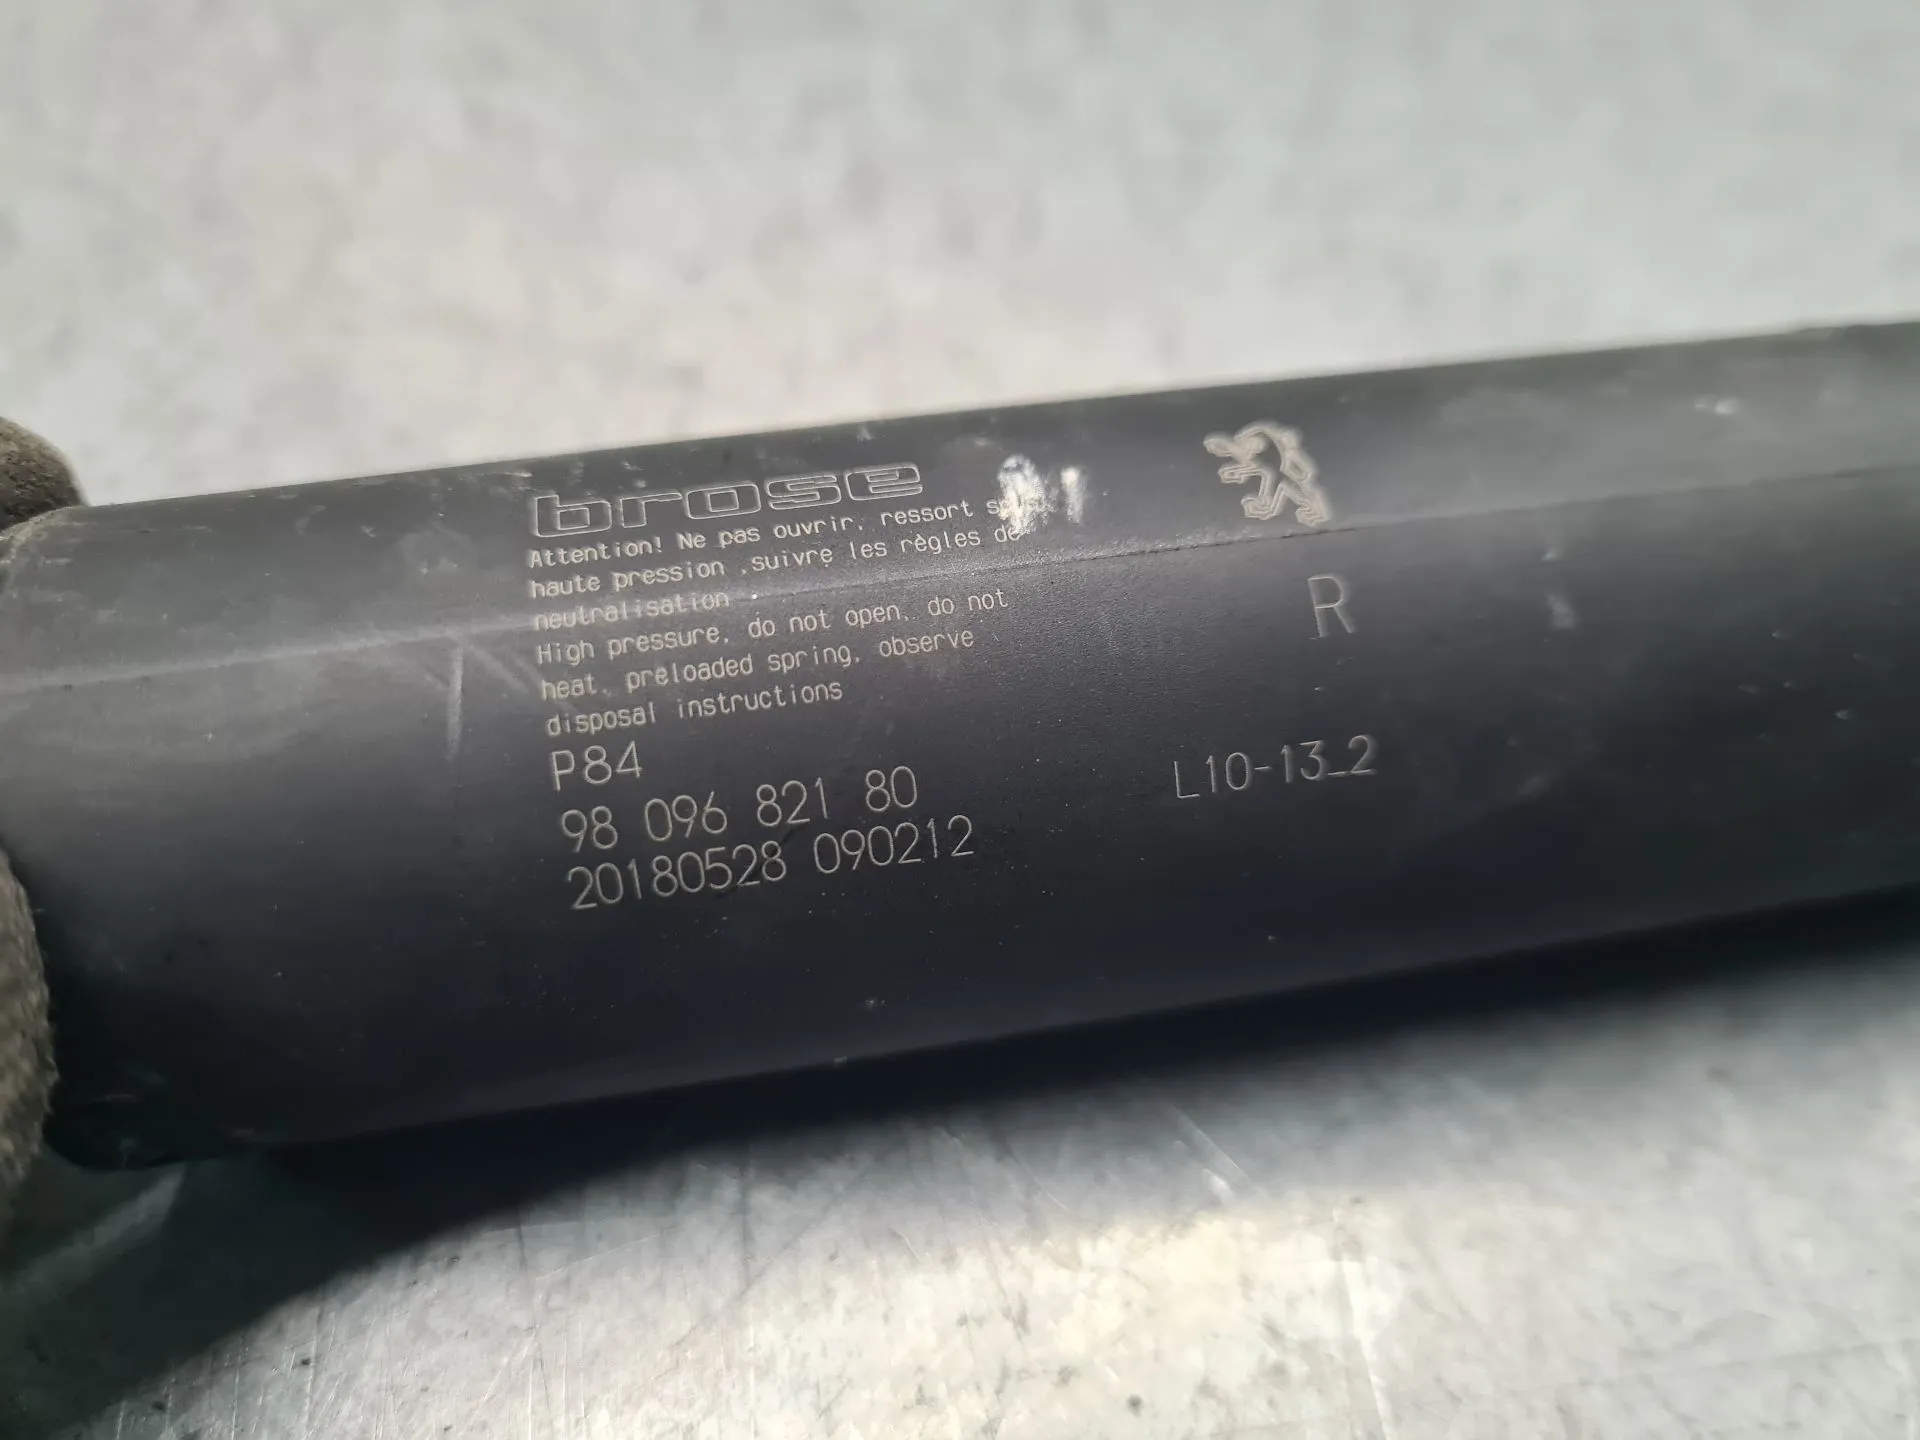 brose
Attention! Ne pas ouvrir, ressort
haute pression .suivre les règles de
neutralisation .
High pressure, do not open, do not
heat, preloaded spring, observe
disposal instructions
P84
98 096 821 80
20180528 090212
R
L10-13_2